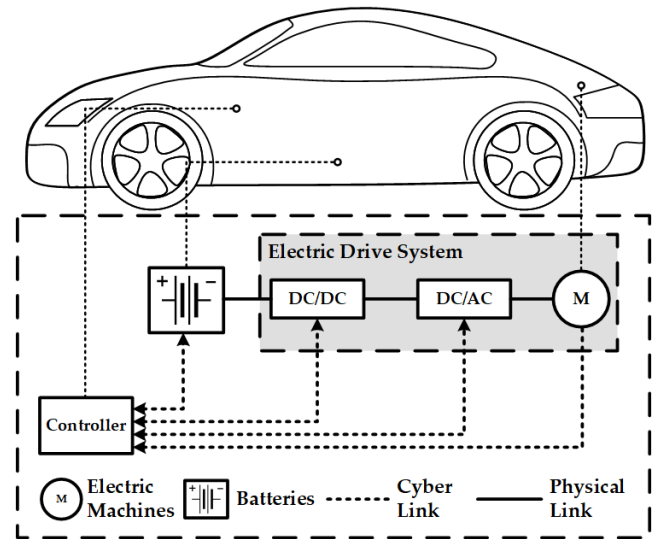 Electric Drive System
+ −
DC/DC
DC/AC
M
Controller
M
Electric
Machines
+ −
Batteries
Cyber
Link
Physical
Link